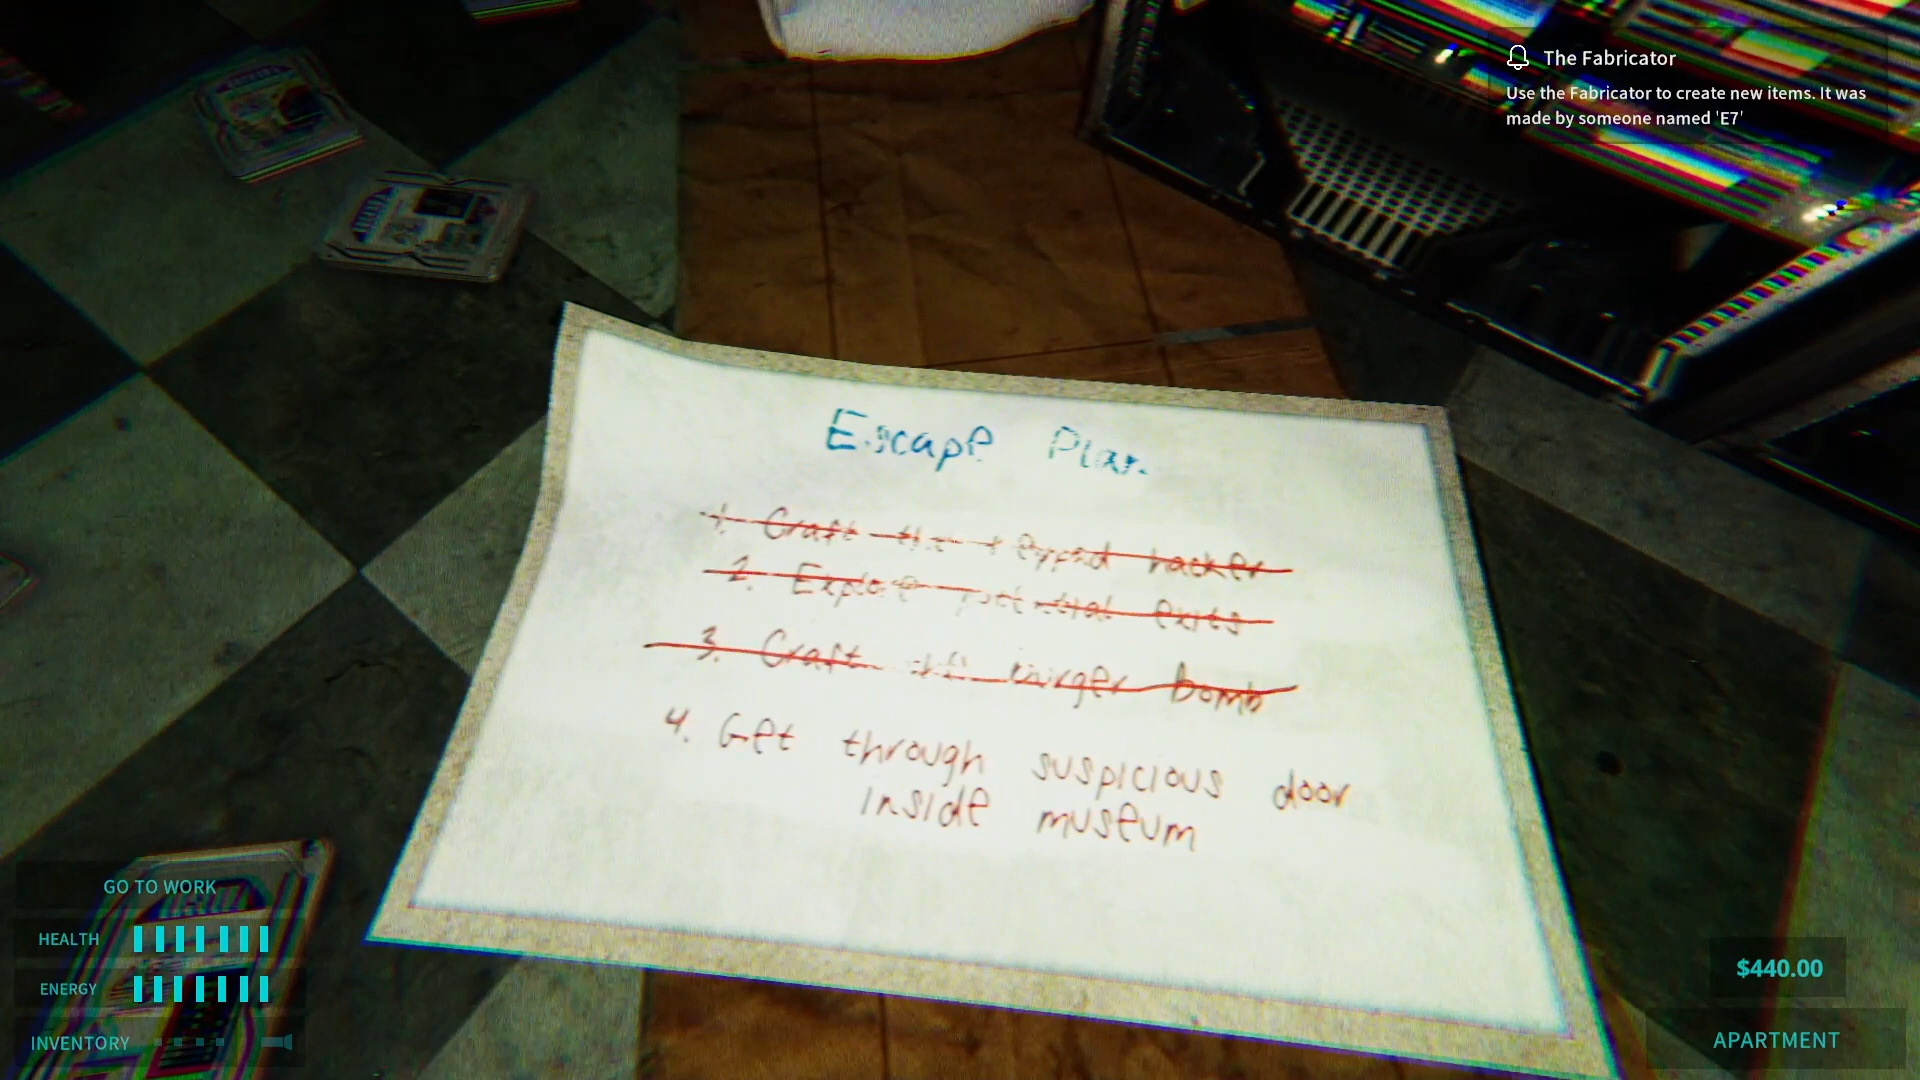 The Fabricator
Use the Fabricator to create new items. It was
made by someone named 'E7'
Escape Plan
1. Craft keypad hacker
2. Explore potential exits
3. Craft bomb
4. Get through suspicious door
inside museum
GO TO WORK
HEALTH
ENERGY
INVENTORY
$440.00
APARTMENT